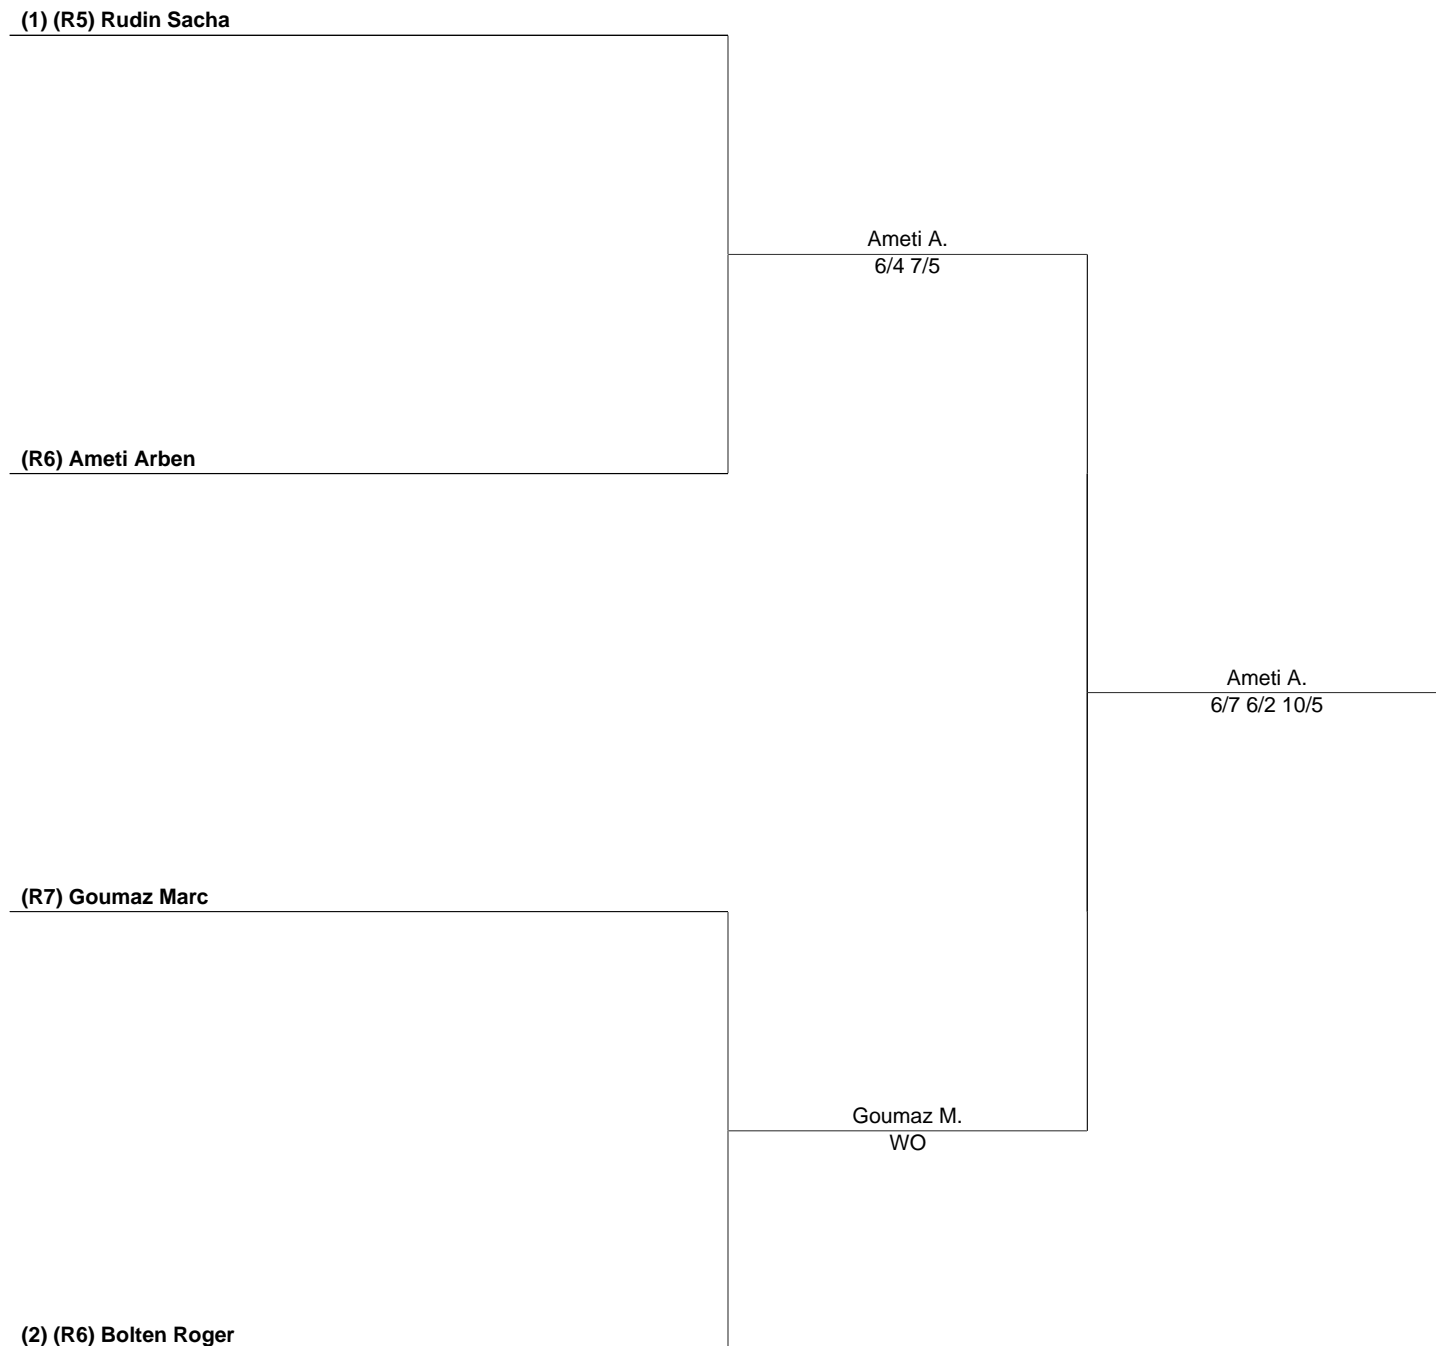 (1) (R5) Rudin Sacha
Ameti A.
6/4 7/5
(R6) Ameti Arben
Ameti A.
6/7 6/2 10/5
(R7) Goumaz Marc
Goumaz M.
WO
(2) (R6) Bolten Roger